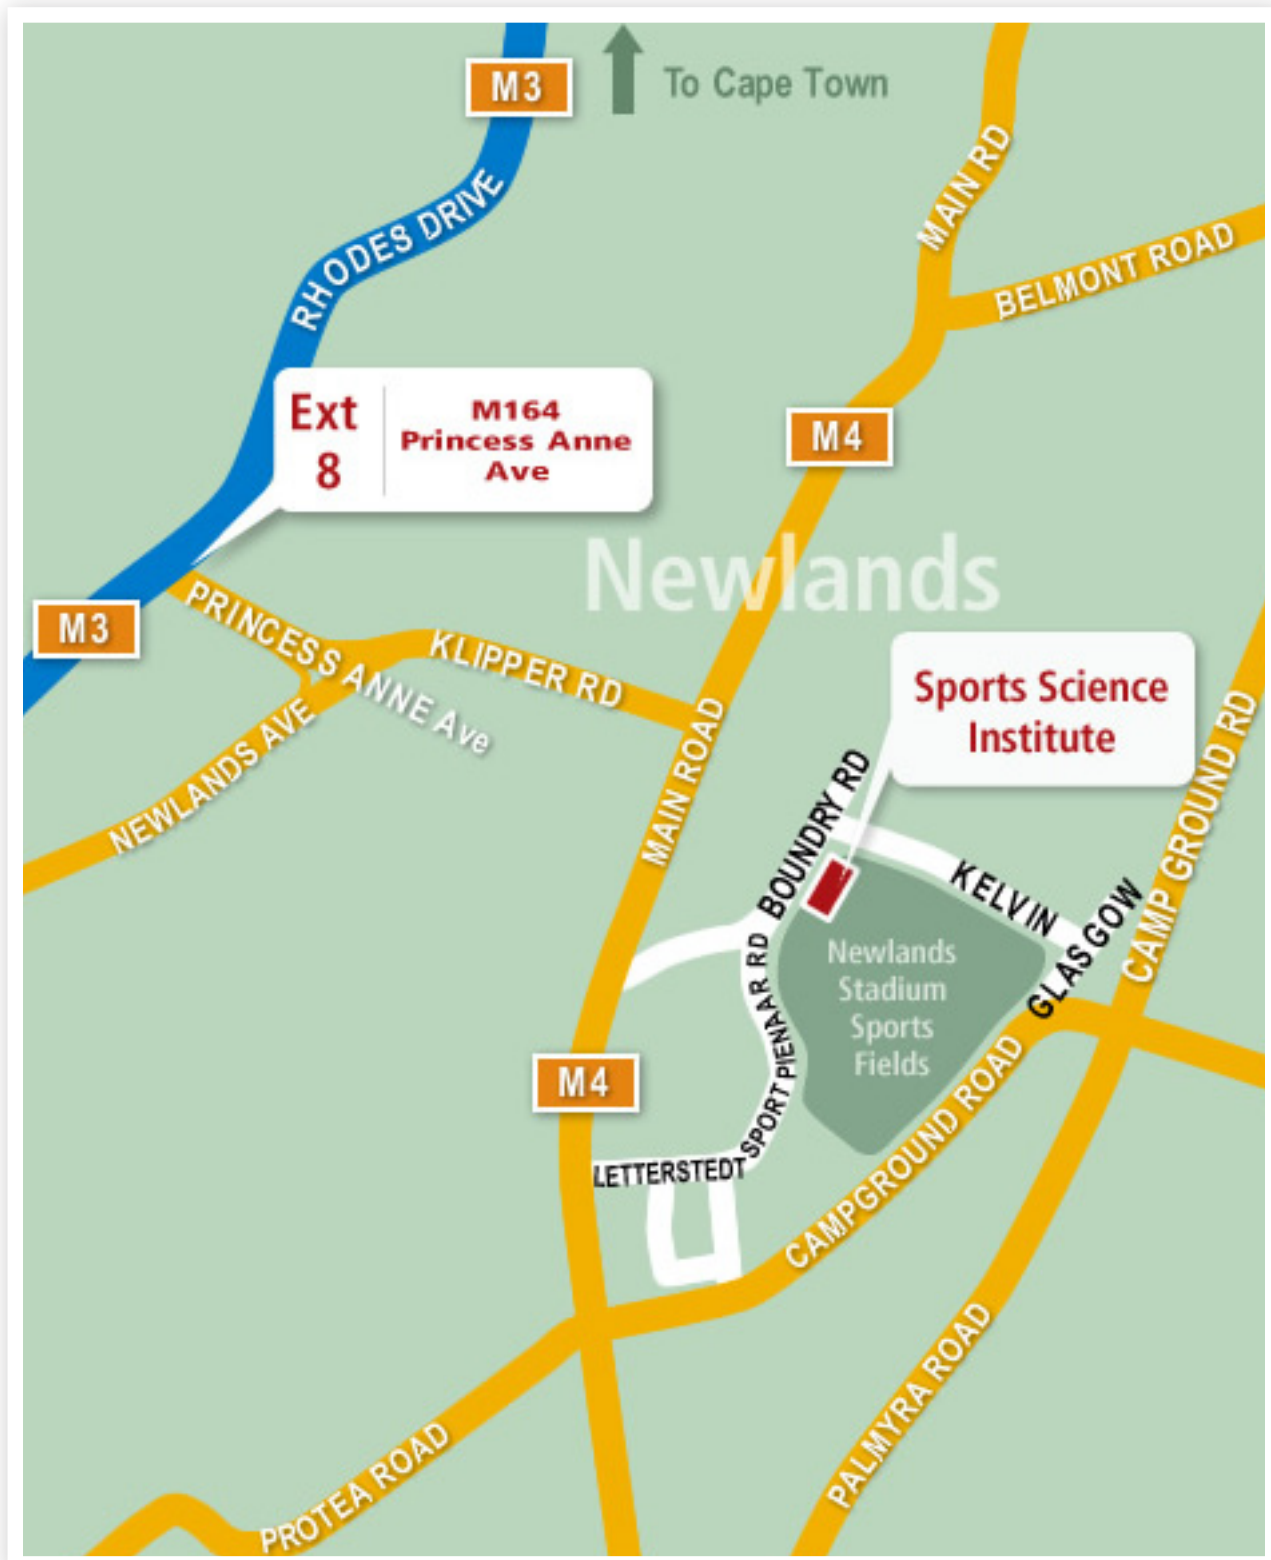 M3
To Cape Town
MAIN RD
RHODES DRIVE
BELMONT ROAD
Ext
8
M164
Princess Anne
Ave
M4
Newlands
M3
PRINCESS ANNE Ave
KLIPPER RD
Sports Science
Institute
NEWLANDS AVE
MAIN ROAD
CAMP GROUND RD
BOUNDRY RD
KELVIN
GLASGOW
Newlands
Stadium
Sports
Fields
SPORT PIENAAR RD
M4
LETTERSTEDT
CAMPGROUND ROAD
PALMYRA ROAD
PROTEA ROAD